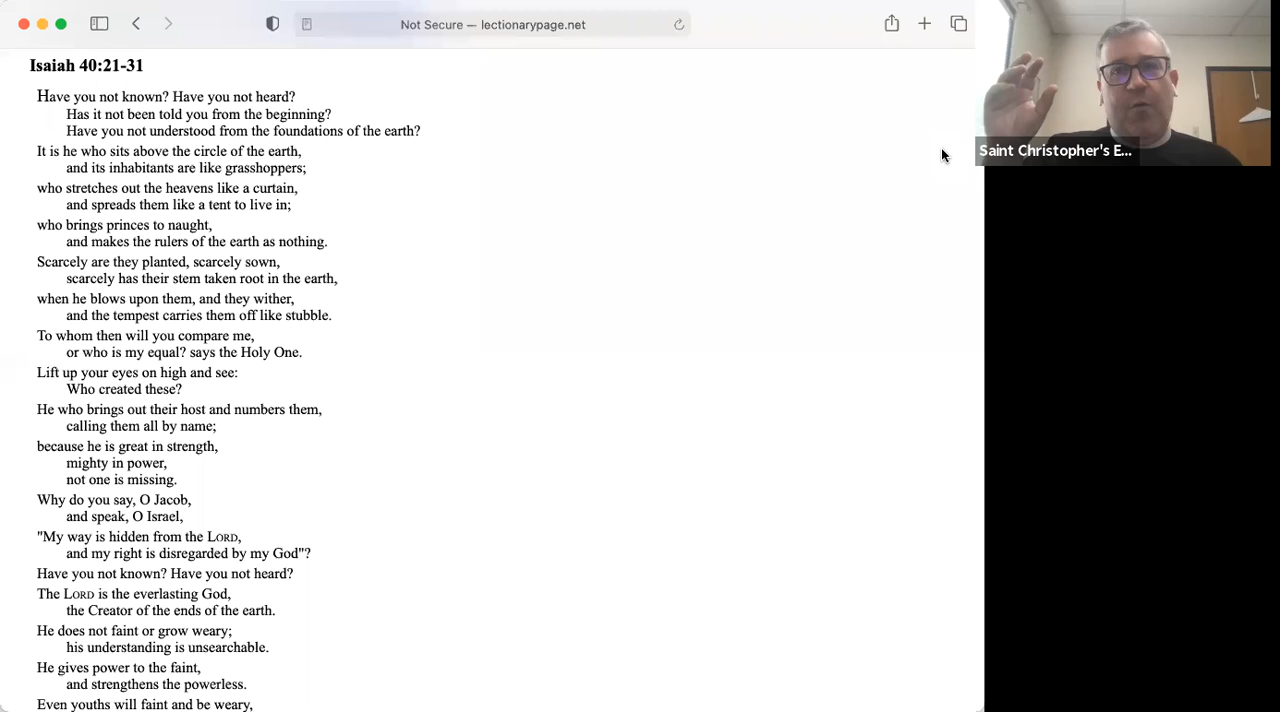 Not Secure — lectionarypage.net
Isaiah 40:21-31
Have you not known? Have you not heard?
Has it not been told you from the beginning?
Have you not understood from the foundations of the earth?
It is he who sits above the circle of the earth,
and its inhabitants are like grasshoppers;
who stretches out the heavens like a curtain,
and spreads them like a tent to live in;
who brings princes to naught,
and makes the rulers of the earth as nothing.
Scarcely are they planted, scarcely sown,
scarcely has their stem taken root in the earth,
when he blows upon them, and they wither,
and the tempest carries them off like stubble.
To whom then will you compare me,
or who is my equal? says the Holy One.
Lift up your eyes on high and see:
Who created these?
He who brings out their host and numbers them,
calling them all by name;
because he is great in strength,
mighty in power,
not one is missing.
Why do you say, O Jacob,
and speak, O Israel,
"My way is hidden from the LORD,
and my right is disregarded by my God"?
Have you not known? Have you not heard?
The LORD is the everlasting God,
the Creator of the ends of the earth.
He does not faint or grow weary;
his understanding is unsearchable.
He gives power to the faint,
and strengthens the powerless.
Even youths will faint and be weary,
Saint Christopher's E...